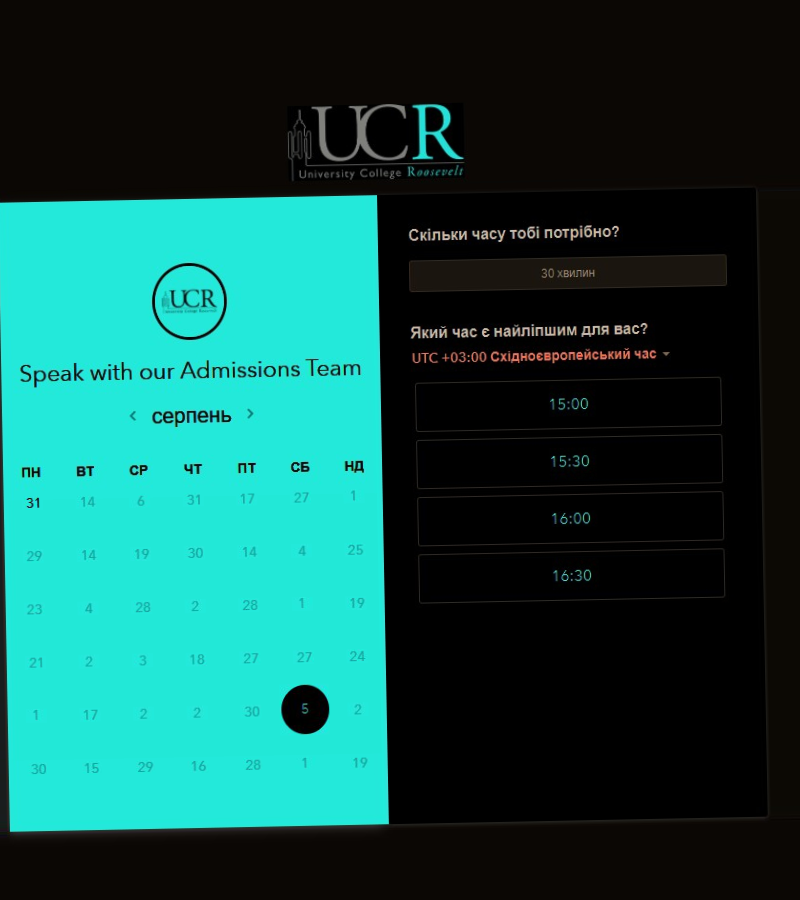 UCR
University College Roosevelt
UCR
University College Roosevelt
Speak with our Admissions Team
серпень
ПН ВТ СР ЧТ ПТ СБ НД
31 14 6 31 17 27 1
29 14 19 30 14 4 25
23 4 28 2 28 1 19
21 2 3 18 27 27 24
1 17 2 2 30 5 2
30 15 29 16 28 1 19
Скільки часу тобі потрібно?
30 хвилин
Який час є найліпшим для вас?
UTC +03:00 Східноєвропейський час
15:00
15:30
16:00
16:30